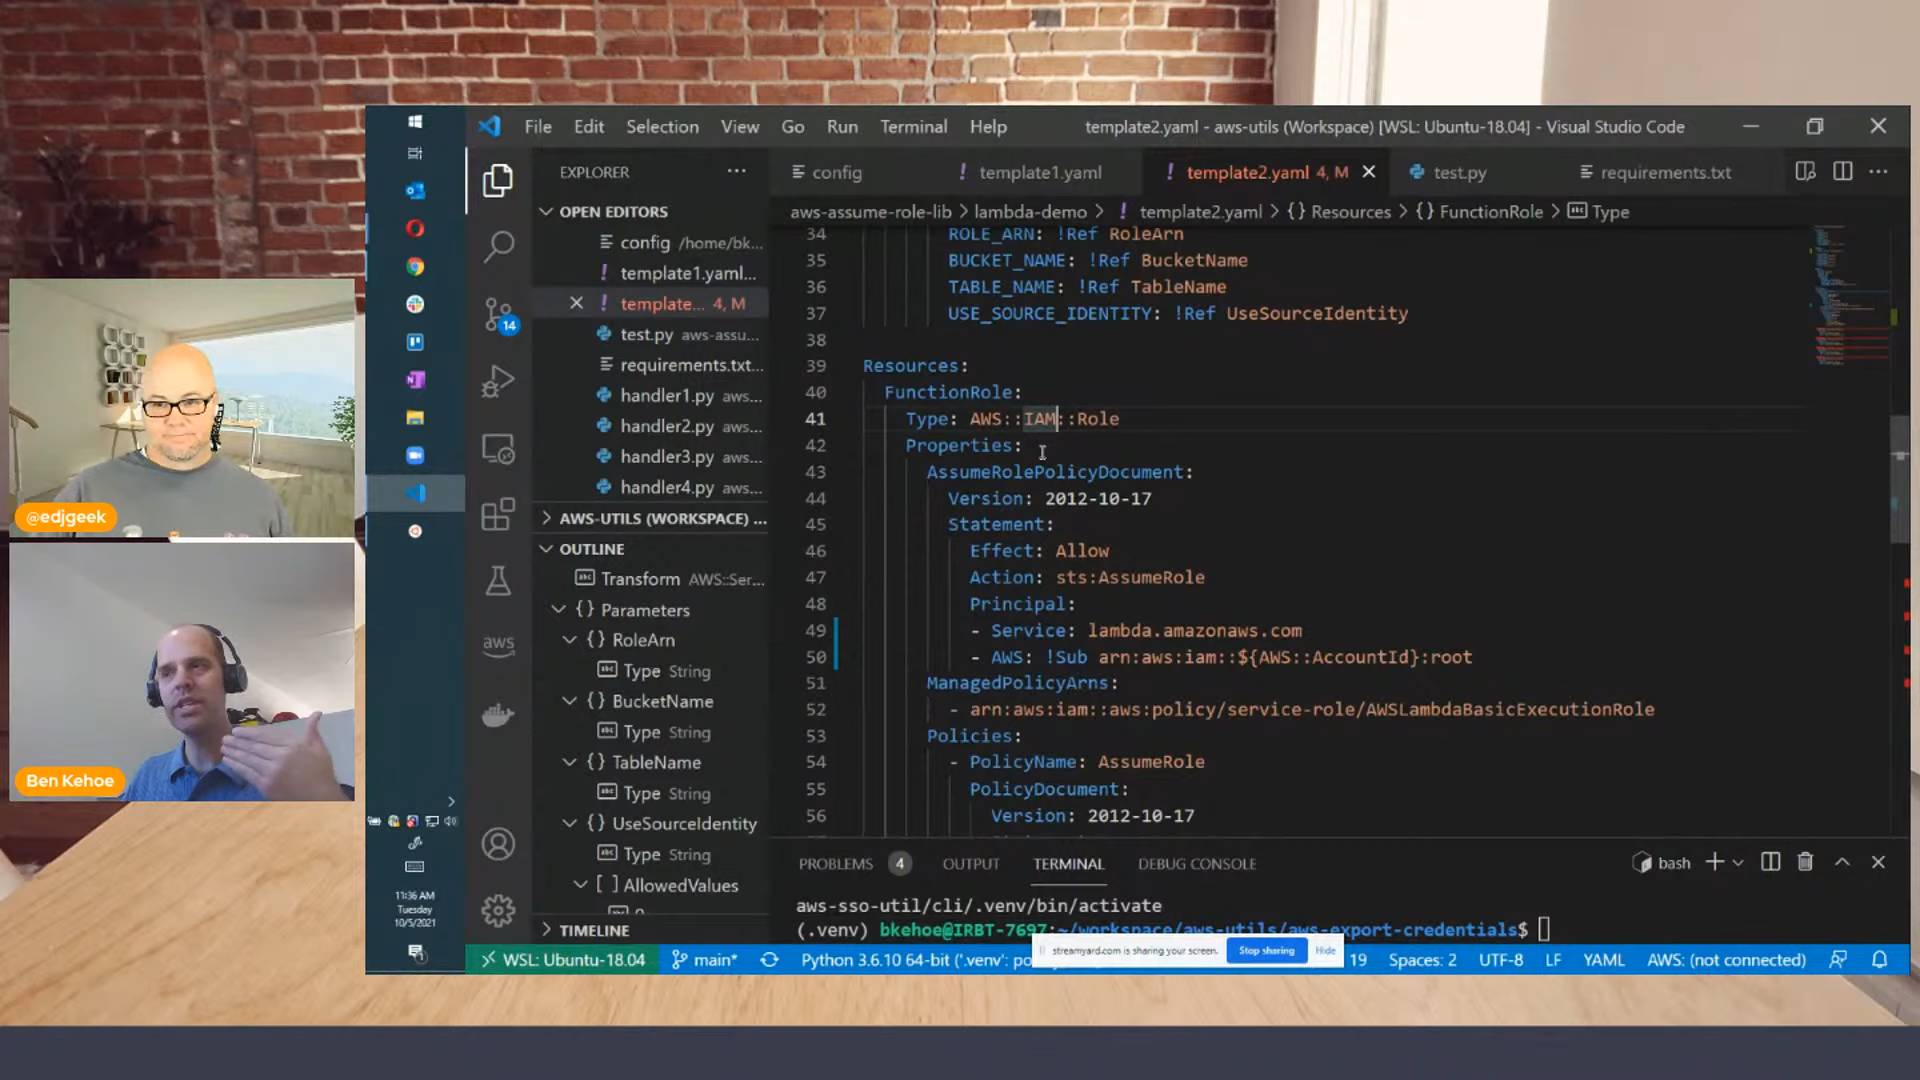 File Edit Selection View Go Run Terminal Help
template2.yaml - aws-utils (Workspace) [WSL: Ubuntu-18.04] - Visual Studio Code
EXPLORER ...
config
! template1.yaml
! template2.yaml 4, M
test.py
requirements.txt
aws-assume-role-lib > lambda-demo > ! template2.yaml > {} Resources > {} FunctionRole > Type
OPEN EDITORS
config /home/bk...
! template1.yaml...
! template... 4, M
test.py aws-assu...
requirements.txt...
handler1.py aws...
handler2.py aws...
handler3.py aws...
handler4.py aws...
AWS-UTILS (WORKSPACE) ...
OUTLINE
Transform AWS::Ser...
{} Parameters
{} RoleArn
Type String
{} BucketName
Type String
{} TableName
Type String
{} UseSourceIdentity
Type String
[ ] AllowedValues
TIMELINE
14
aws
34 ROLE_ARN: !Ref RoleArn
35 BUCKET_NAME: !Ref BucketName
36 TABLE_NAME: !Ref TableName
37 USE_SOURCE_IDENTITY: !Ref UseSourceIdentity
38
39 Resources:
40 FunctionRole:
41 Type: AWS::IAM::Role
42 Properties:
43 AssumeRolePolicyDocument:
44 Version: 2012-10-17
45 Statement:
46 Effect: Allow
47 Action: sts:AssumeRole
48 Principal:
49 - Service: lambda.amazonaws.com
50 - AWS: !Sub arn:aws:iam::${AWS::AccountId}:root
51 ManagedPolicyArns:
52 - arn:aws:iam::aws:policy/service-role/AWSLambdaBasicExecutionRole
53 Policies:
54 - PolicyName: AssumeRole
55 PolicyDocument:
56 Version: 2012-10-17
PROBLEMS 4 OUTPUT TERMINAL DEBUG CONSOLE
bash
aws-sso-util/cli/.venv/bin/activate
(.venv) bkehoe@IRBT-7697:~/workspace/aws-utils/aws-export-credentials$
streamyard.com is sharing your screen. Stop sharing Hide
WSL: Ubuntu-18.04 main* Python 3.6.10 64-bit ('.venv': po 19 Spaces: 2 UTF-8 LF YAML AWS: (not connected)
11:36 AM
Tuesday
10/5/2021
@edjgeek
Ben Kehoe